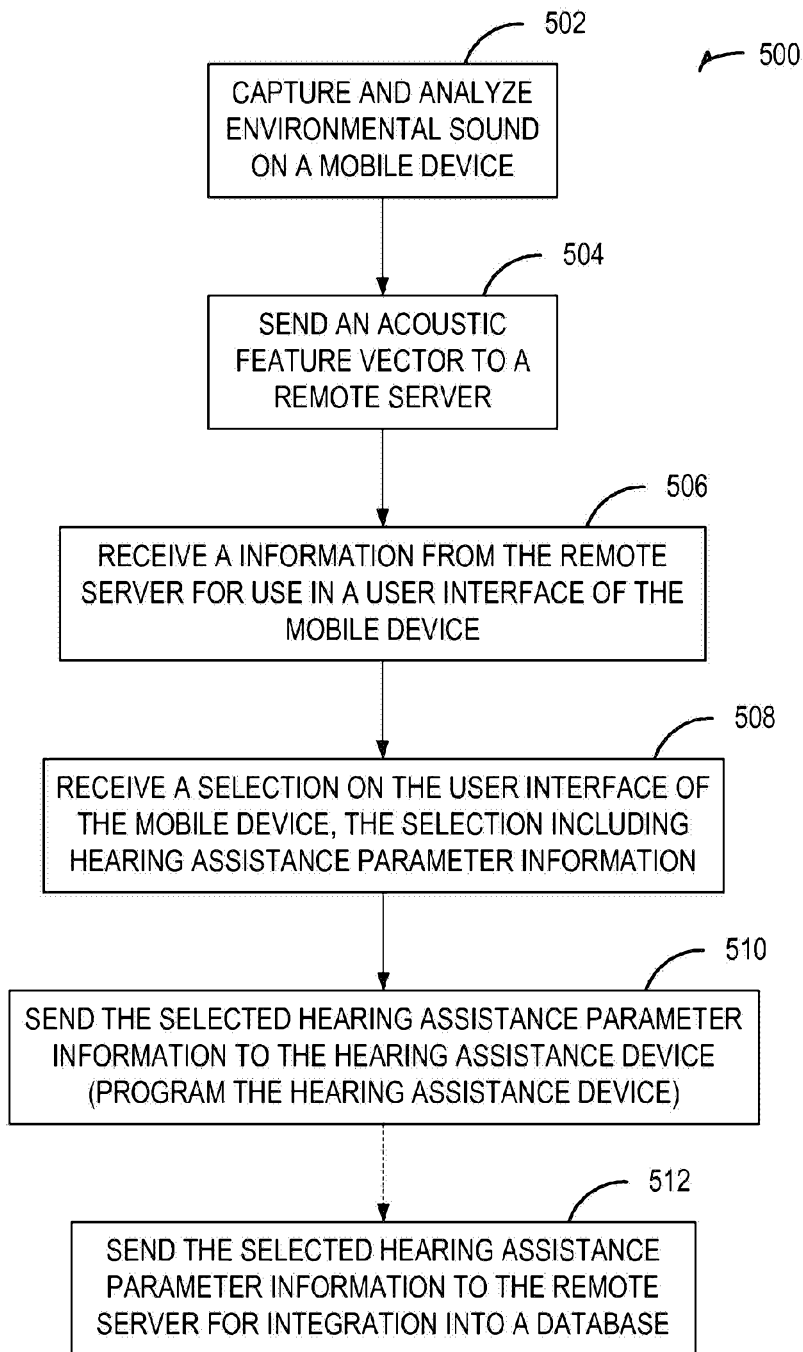 502
500
CAPTURE AND ANALYZE
ENVIRONMENTAL SOUND
ON A MOBILE DEVICE
504
SEND AN ACOUSTIC
FEATURE VECTOR TO A
REMOTE SERVER
506
RECEIVE A INFORMATION FROM THE REMOTE
SERVER FOR USE IN A USER INTERFACE OF THE
MOBILE DEVICE
508
RECEIVE A SELECTION ON THE USER INTERFACE OF
THE MOBILE DEVICE, THE SELECTION INCLUDING
HEARING ASSISTANCE PARAMETER INFORMATION
510
SEND THE SELECTED HEARING ASSISTANCE PARAMETER
INFORMATION TO THE HEARING ASSISTANCE DEVICE
(PROGRAM THE HEARING ASSISTANCE DEVICE)
512
SEND THE SELECTED HEARING ASSISTANCE
PARAMETER INFORMATION TO THE REMOTE
SERVER FOR INTEGRATION INTO A DATABASE